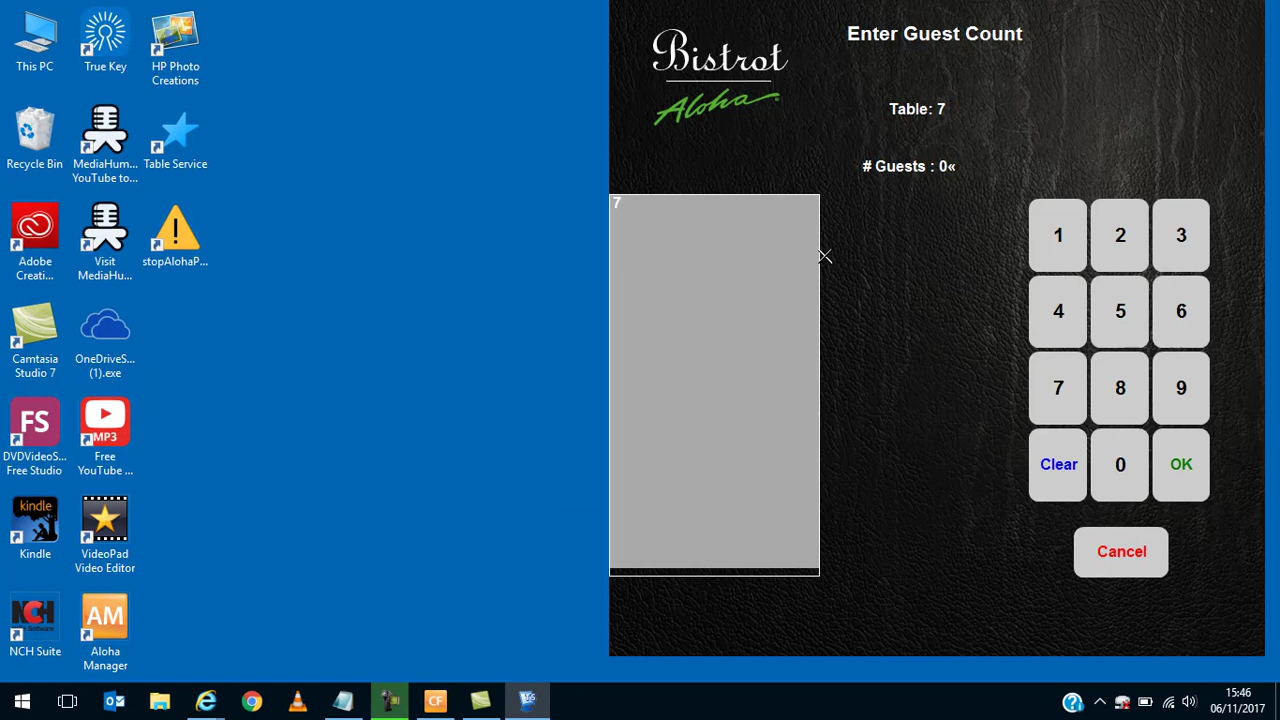 This PC
True Key
HP Photo
Creations
Recycle Bin
MediaHum...
YouTube to...
Table Service
Adobe
Creati...
Visit
MediaHu...
stopAlohaP...
Camtasia
Studio 7
OneDriveS...
(1).exe
FS
DVDVideoS...
Free Studio
MP3
Free
YouTube ...
kindle
Kindle
VideoPad
Video Editor
NCH
NCH Suite
AM
Aloha
Manager
Bistrot
Aloha
Enter Guest Count
Table: 7
# Guests : 0«
7
1 2 3
4 5 6
7 8 9
Clear 0 OK
Cancel
CF
15:46
06/11/2017